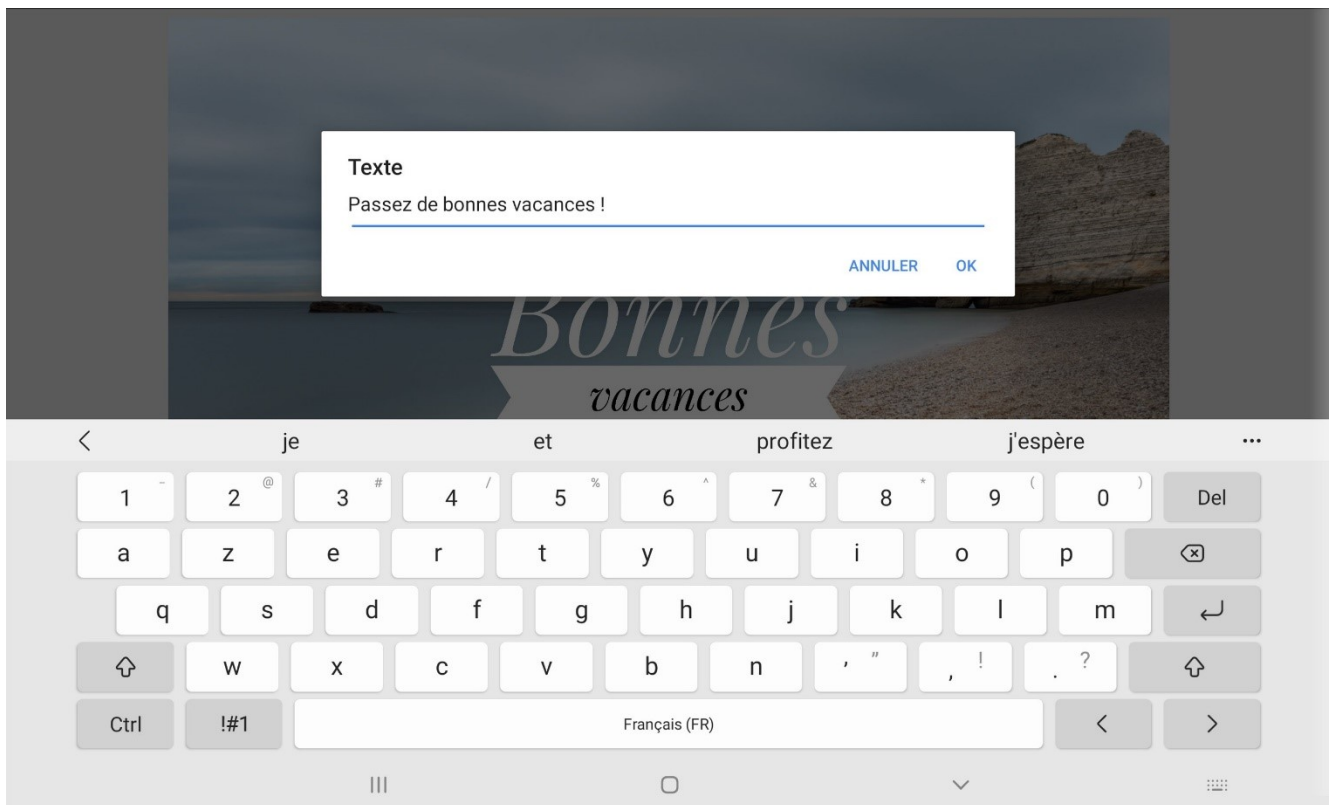 Texte
Passez de bonnes vacances !
ANNULER OK
Bonnes
vacances
je et profitez j'espère
1 - 2 @ 3 # 4 / 5 % 6 ^ 7 & 8 * 9 ( 0 ) Del
a z e r t y u i o p
q s d f g h j k l m
w x c v b n ' " , ! . ?
Ctrl !#1 Français (FR) < >